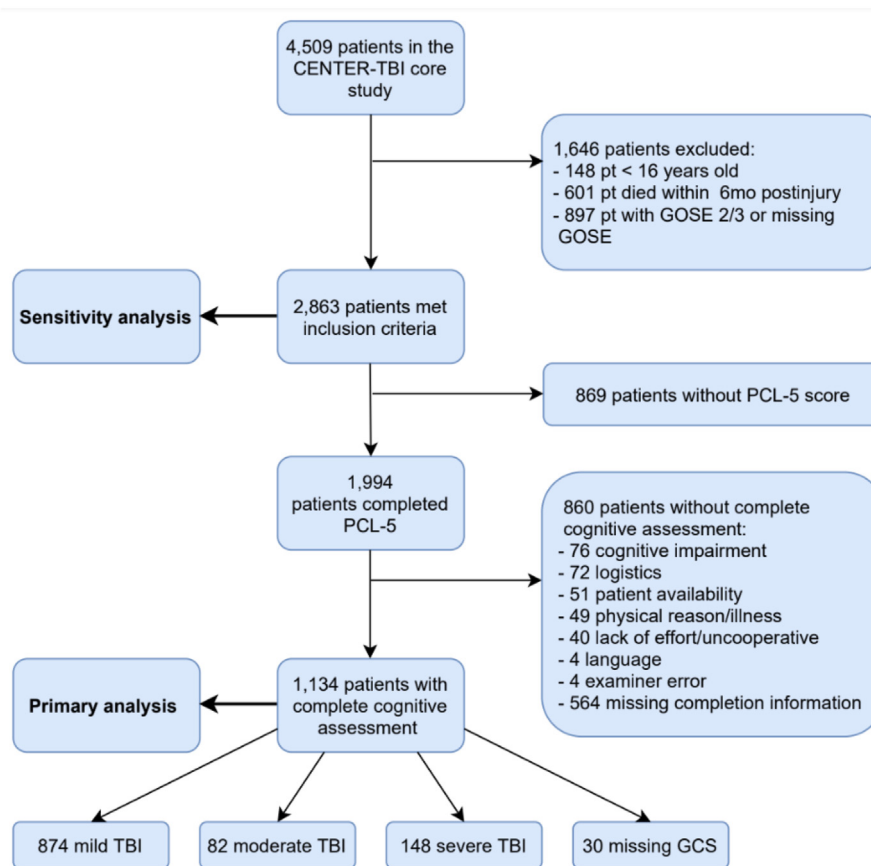 4,509 patients in the
CENTER-TBI core
study
1,646 patients excluded:
- 148 pt < 16 years old
- 601 pt died within 6mo postinjury
- 897 pt with GOSE 2/3 or missing
GOSE
Sensitivity analysis
2,863 patients met
inclusion criteria
869 patients without PCL-5 score
1,994
patients completed
PCL-5
860 patients without complete
cognitive assessment:
- 76 cognitive impairment
- 72 logistics
- 51 patient availability
- 49 physical reason/illness
- 40 lack of effort/uncooperative
- 4 language
- 4 examiner error
- 564 missing completion information
Primary analysis
1,134 patients with
complete cognitive
assessment
874 mild TBI
82 moderate TBI
148 severe TBI
30 missing GCS